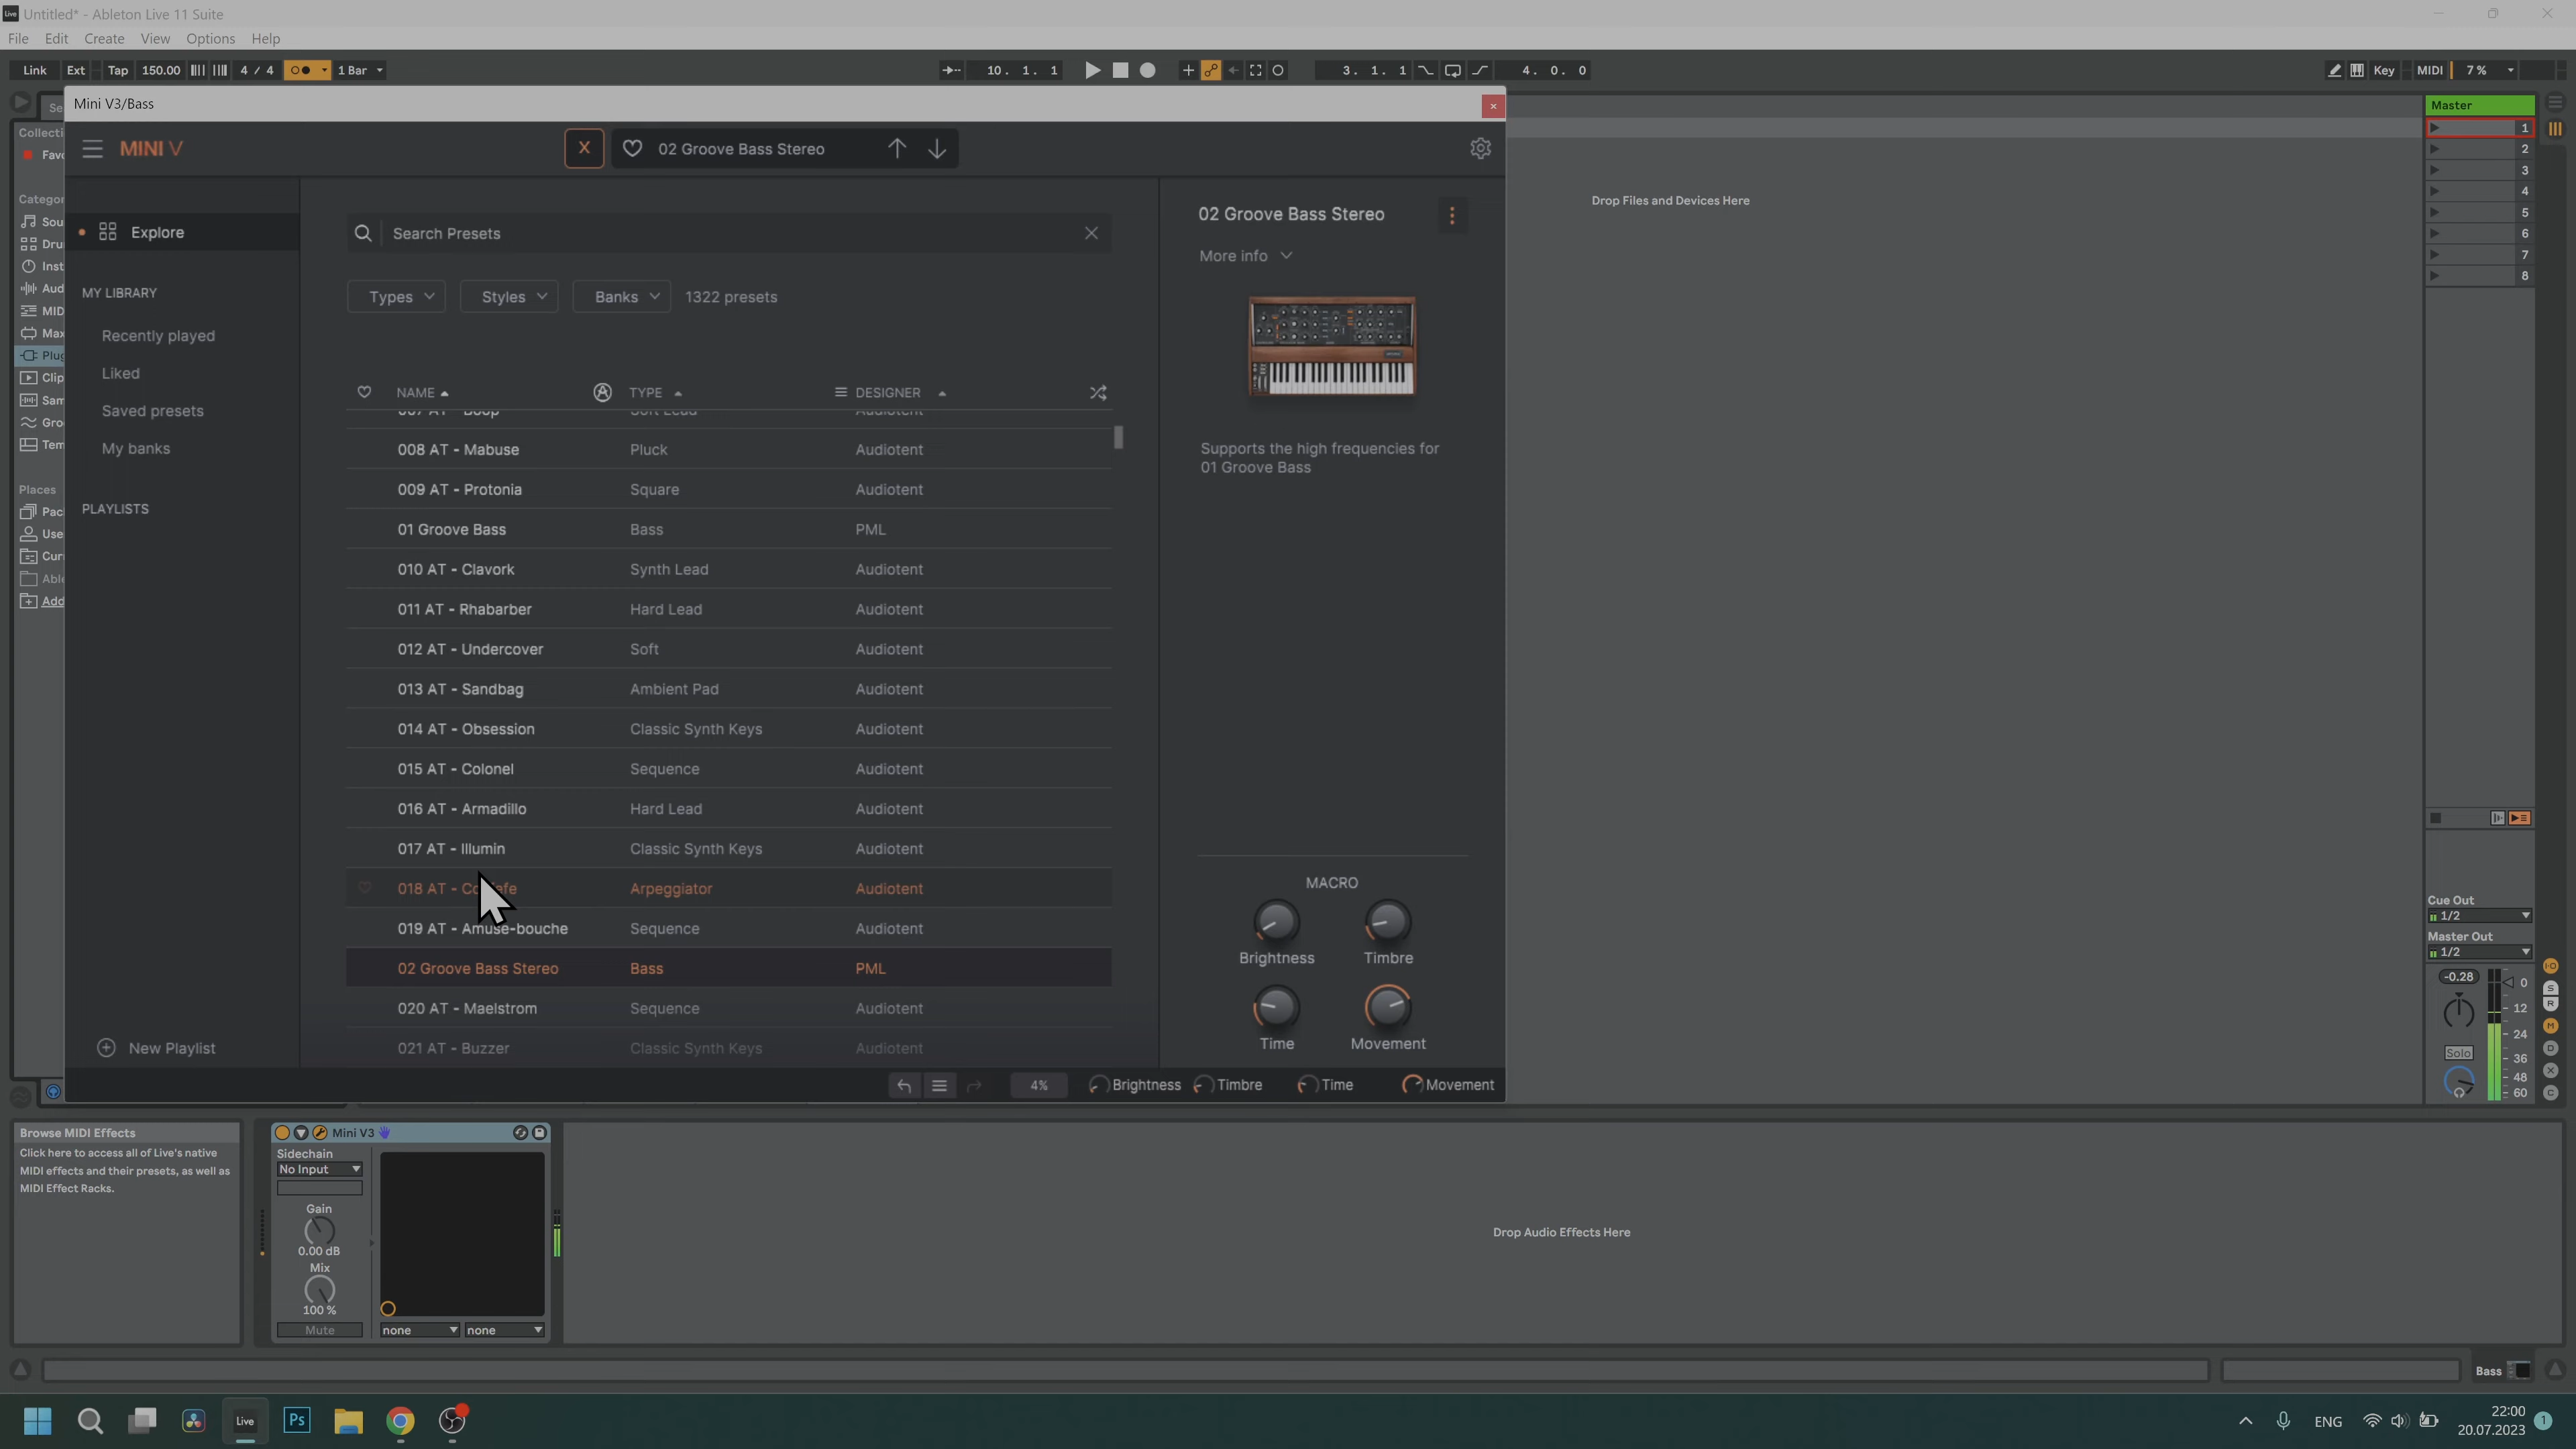 Untitled* - Ableton Live 11 Suite
File Edit Create View Options Help
Link Ext Tap 150.00 4 / 4 1 Bar 10. 1. 1 3. 1. 1 4. 0. 0 Key MIDI 7 %
Mini V3/Bass
MINI V
X 02 Groove Bass Stereo
Explore
MY LIBRARY
Recently played
Liked
Saved presets
My banks
PLAYLISTS
New Playlist
Search Presets
Types Styles Banks 1322 presets
NAME TYPE DESIGNER
008 AT - Mabuse Pluck Audiotent
009 AT - Protonia Square Audiotent
01 Groove Bass Bass PML
010 AT - Clavork Synth Lead Audiotent
011 AT - Rhabarber Hard Lead Audiotent
012 AT - Undercover Soft Audiotent
013 AT - Sandbag Ambient Pad Audiotent
014 AT - Obsession Classic Synth Keys Audiotent
015 AT - Colonel Sequence Audiotent
016 AT - Armadillo Hard Lead Audiotent
017 AT - Illumin Classic Synth Keys Audiotent
018 AT - Arpeggiator Audiotent
019 AT - Amuse-bouche Sequence Audiotent
02 Groove Bass Stereo Bass PML
020 AT - Maelstrom Sequence Audiotent
021 AT - Buzzer Classic Synth Keys Audiotent
02 Groove Bass Stereo
More info
Supports the high frequencies for
01 Groove Bass
MACRO
Brightness Timbre
Time Movement
4% Brightness Timbre Time Movement
Drop Files and Devices Here
Master
1
2
3
4
5
6
7
8
Cue Out
1/2
Master Out
1/2
-0.28 0
12
24
Solo 36
48
60
Places
Browse MIDI Effects
Click here to access all of Live's native
MIDI effects and their presets, as well as
MIDI Effect Racks.
Mini V3
Sidechain
No Input
Gain
0.00 dB
Mix
100 %
Mute none none
Drop Audio Effects Here
Bass
Live Ps ENG 22:00
20.07.2023 1